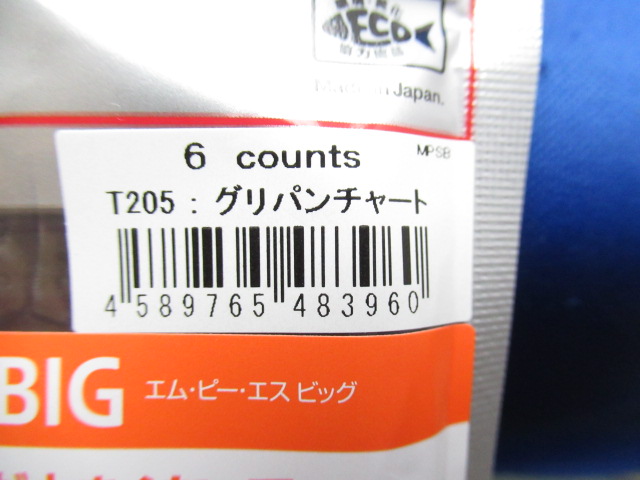 ECO
Made in Japan.
6 counts
MPSB
T205 : グリパンチャート
4 589765 483960
BIG エム・ピー・エス ビッグ